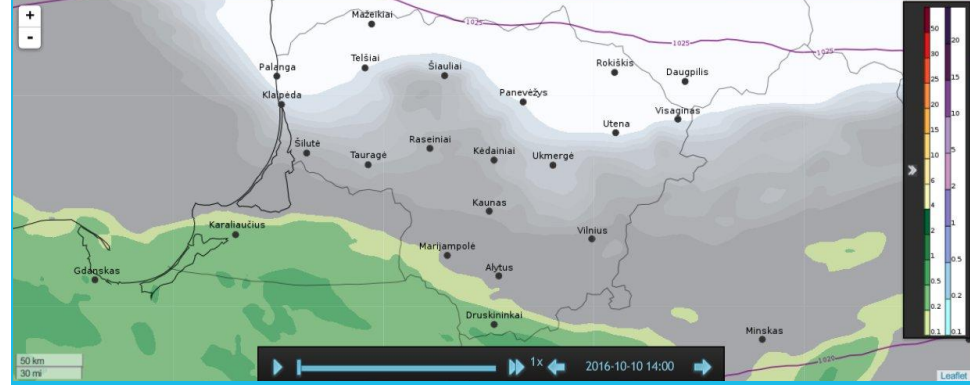 +
-
Mažeikiai
1025
1025
1025
Palanga
Telšiai
Šiauliai
Rokiškis
Daugpilis
Klaipėda
Panevėžys
Visaginas
Utena
Šilutė
Tauragė
Raseiniai
Kėdainiai
Ukmergė
Kaunas
Karaliaučius
Vilnius
Marijampolė
Gdanskas
Alytus
Druskininkai
Minskas
1020
50 km
30 mi
1x
2016-10-10 14:00
Leaflet
50
30
25
20
15
10
6
4
2
1
0.5
0.2
0.1
20
15
10
5
2
1
0.5
0.2
0.1